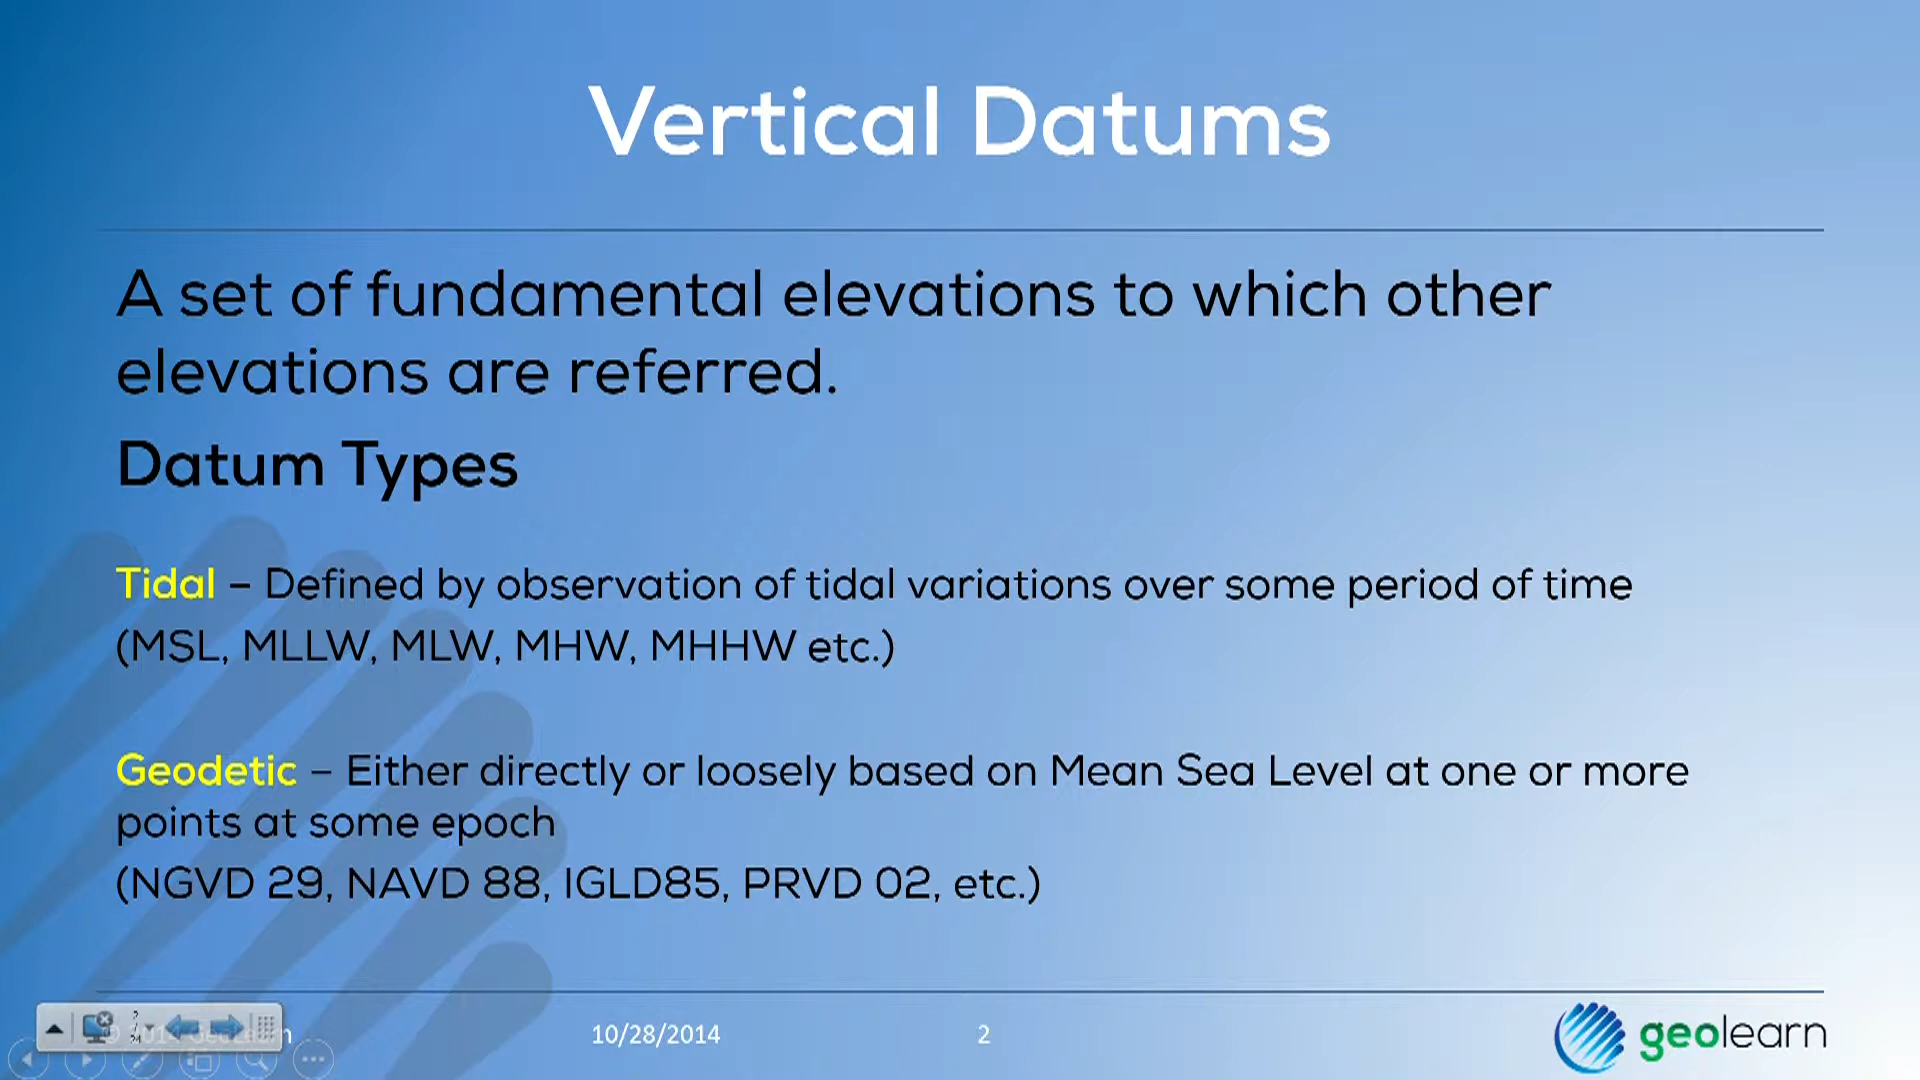 Vertical Datums
A set of fundamental elevations to which other
elevations are referred.
Datum Types
Tidal – Defined by observation of tidal variations over some period of time
(MSL, MLLW, MLW, MHW, MHHW etc.)
Geodetic – Either directly or loosely based on Mean Sea Level at one or more
points at some epoch
(NGVD 29, NAVD 88, IGLD85, PRVD 02, etc.)
10/28/2014
2
geolearn